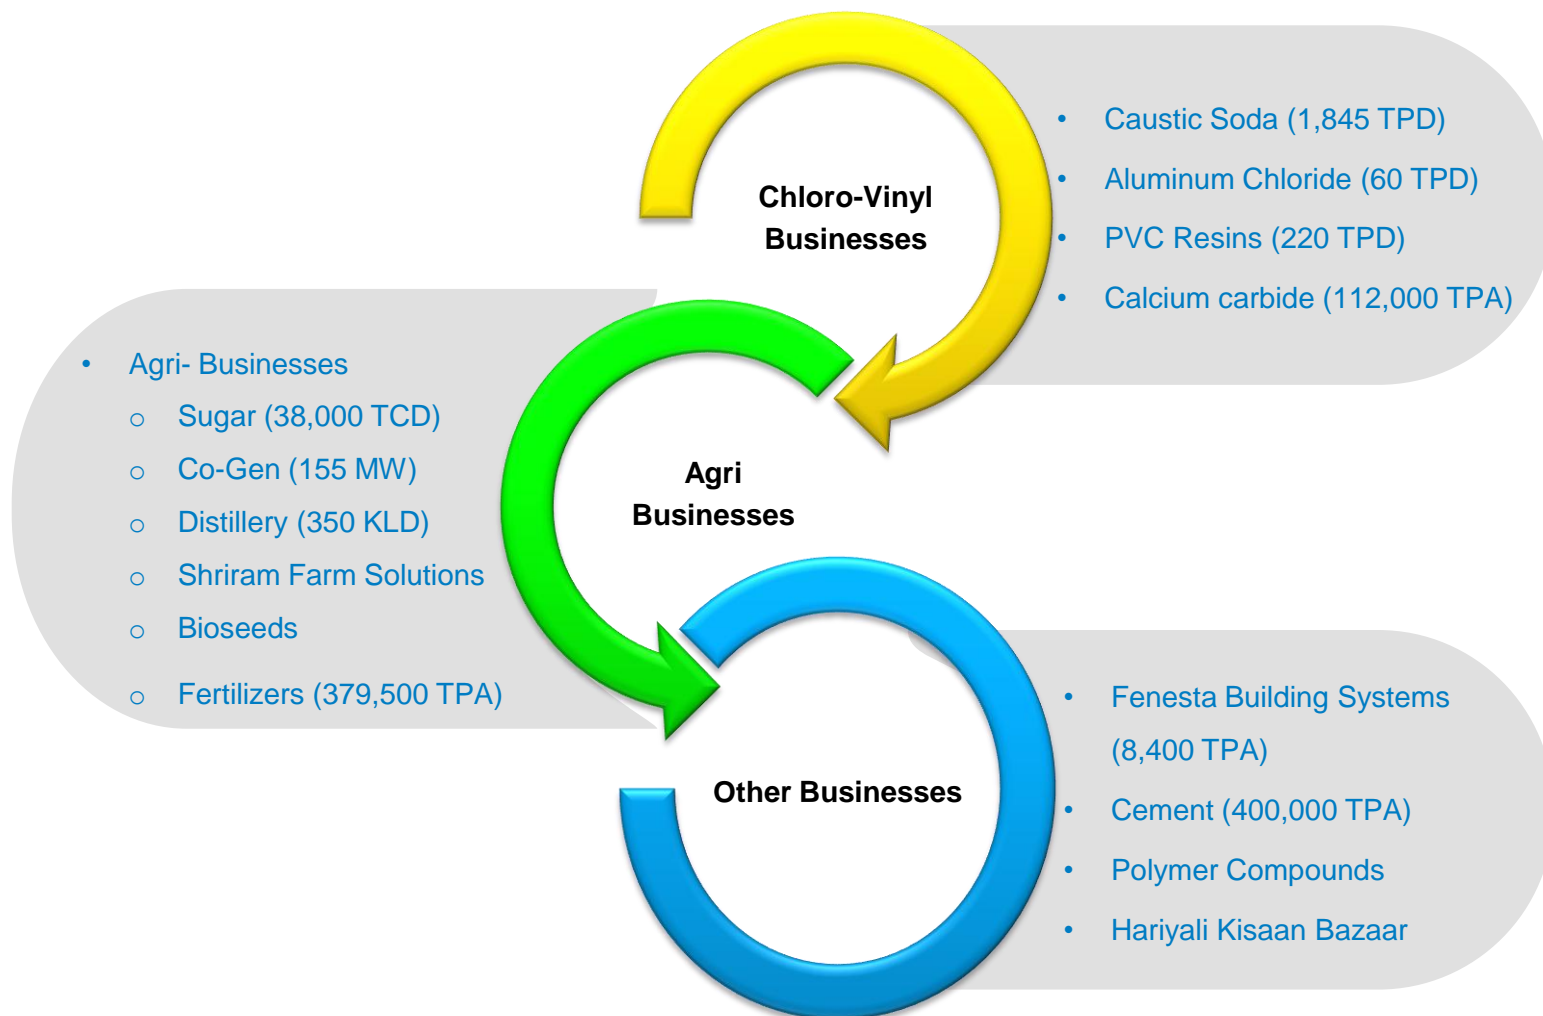 Chloro-Vinyl
Businesses
• Caustic Soda (1,845 TPD)
• Aluminum Chloride (60 TPD)
• PVC Resins (220 TPD)
• Calcium carbide (112,000 TPA)
Agri
Businesses
• Agri- Businesses
o Sugar (38,000 TCD)
o Co-Gen (155 MW)
o Distillery (350 KLD)
o Shriram Farm Solutions
o Bioseeds
o Fertilizers (379,500 TPA)
Other Businesses
• Fenesta Building Systems
(8,400 TPA)
• Cement (400,000 TPA)
• Polymer Compounds
• Hariyali Kisaan Bazaar